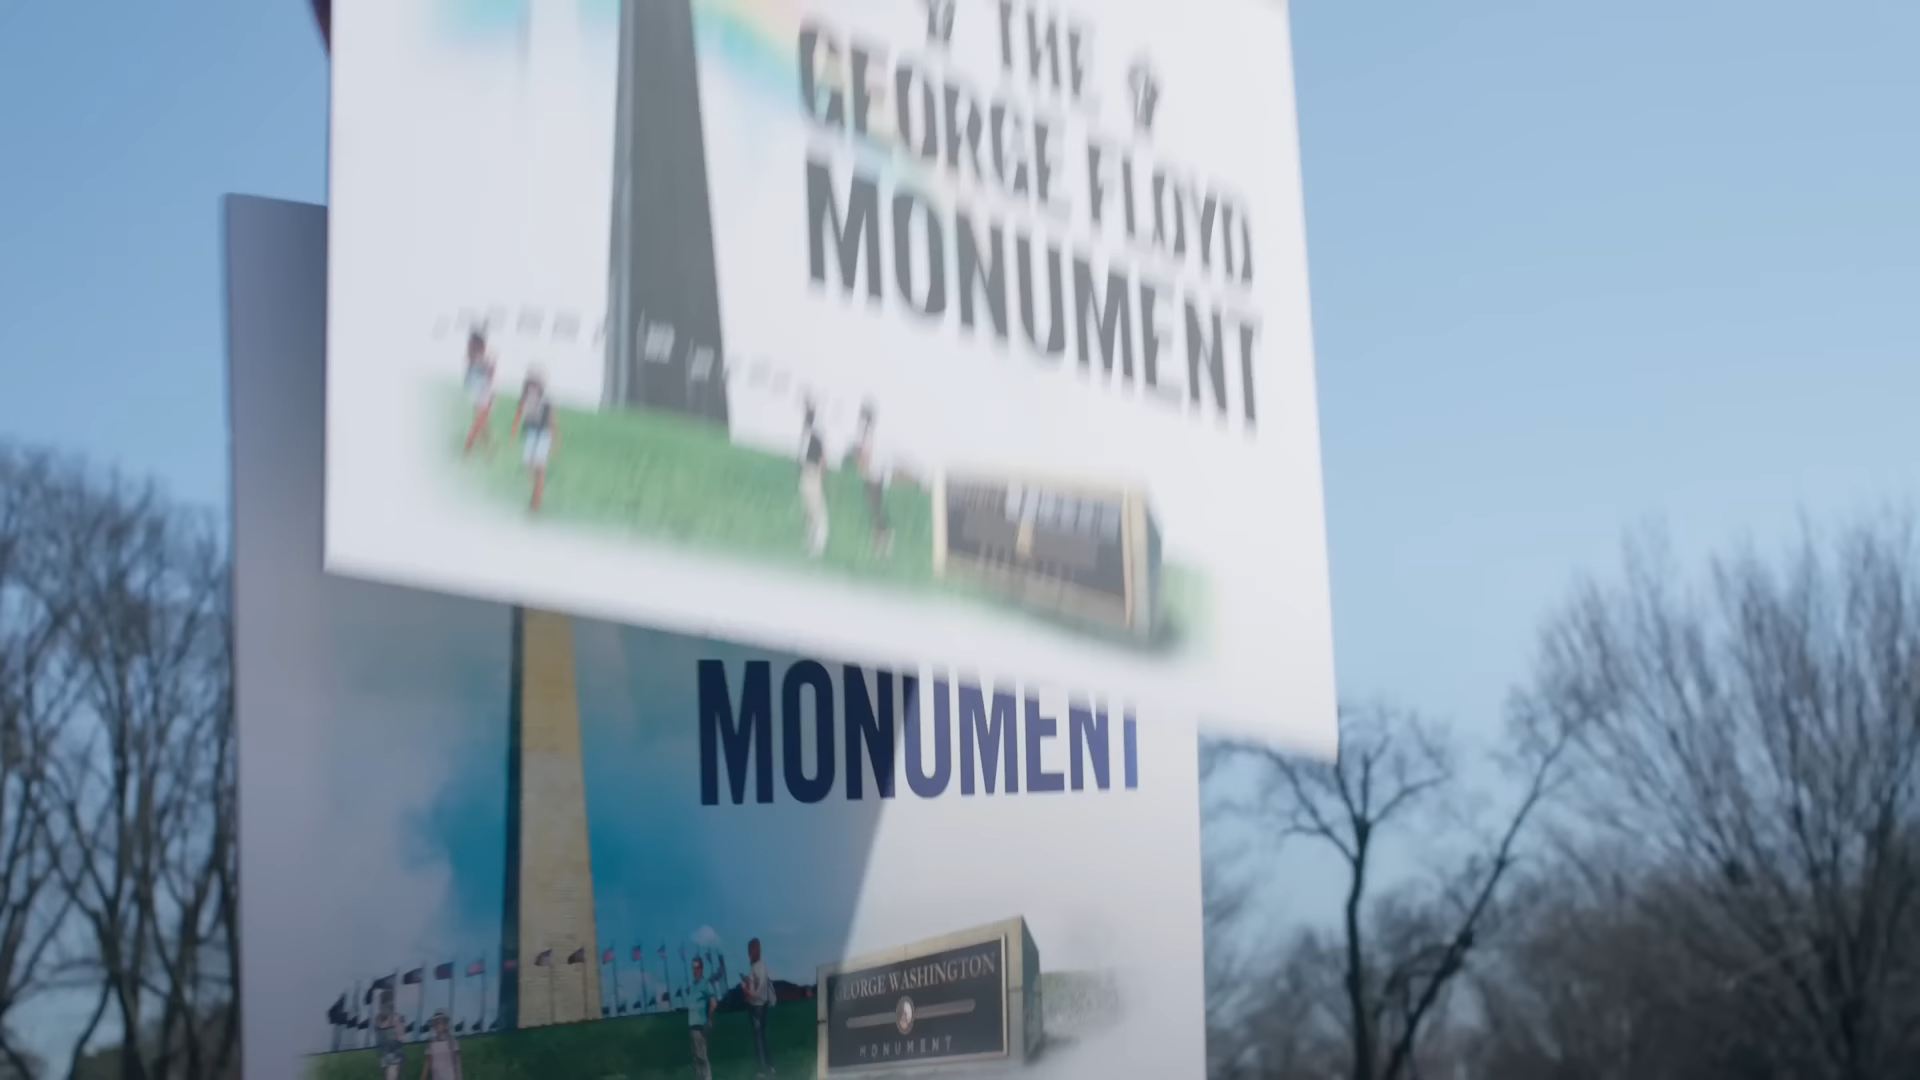 THE
GEORGE FLOYD
MONUMENT
MONUMENT
GEORGE WASHINGTON
MONUMENT